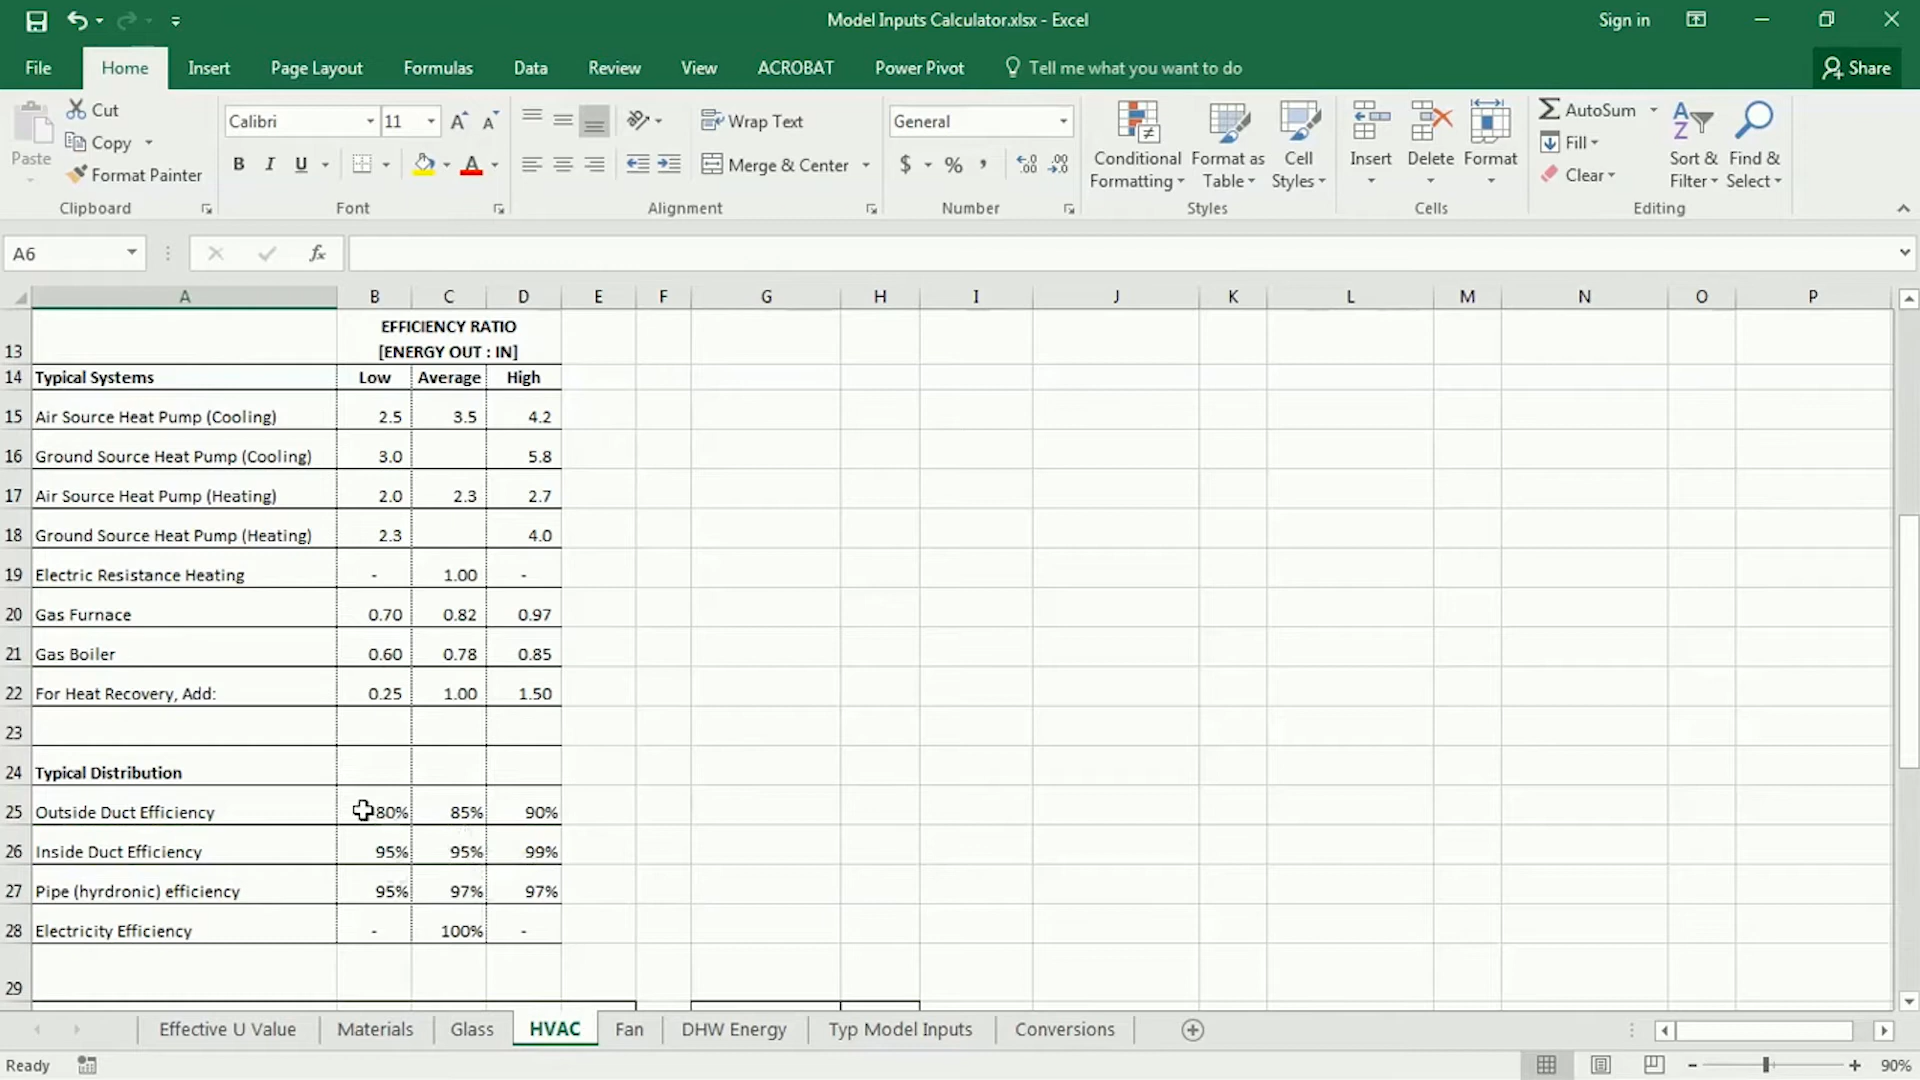 Model Inputs Calculator.xlsx - Excel
Sign in
File Home Insert Page Layout Formulas Data Review View ACROBAT Power Pivot Tell me what you want to do Share
Paste
Cut
Copy
Format Painter
Clipboard
Calibri 11
B I U
Font
Wrap Text
Merge & Center
Alignment
General
$ % ,
Number
Conditional Formatting
Format as Table
Cell Styles
Styles
Insert Delete Format
Cells
AutoSum
Fill
Clear
Sort & Filter
Find & Select
Editing
A6 fx
A B C D E F G H I J K L M N O P
EFFICIENCY RATIO
13 [ENERGY OUT : IN]
14 Typical Systems Low Average High
15 Air Source Heat Pump (Cooling) 2.5 3.5 4.2
16 Ground Source Heat Pump (Cooling) 3.0 5.8
17 Air Source Heat Pump (Heating) 2.0 2.3 2.7
18 Ground Source Heat Pump (Heating) 2.3 4.0
19 Electric Resistance Heating - 1.00 -
20 Gas Furnace 0.70 0.82 0.97
21 Gas Boiler 0.60 0.78 0.85
22 For Heat Recovery, Add: 0.25 1.00 1.50
23
24 Typical Distribution
25 Outside Duct Efficiency 80% 85% 90%
26 Inside Duct Efficiency 95% 95% 99%
27 Pipe (hyrdronic) efficiency 95% 97% 97%
28 Electricity Efficiency - 100% -
29
Effective U Value Materials Glass HVAC Fan DHW Energy Typ Model Inputs Conversions
Ready 90%